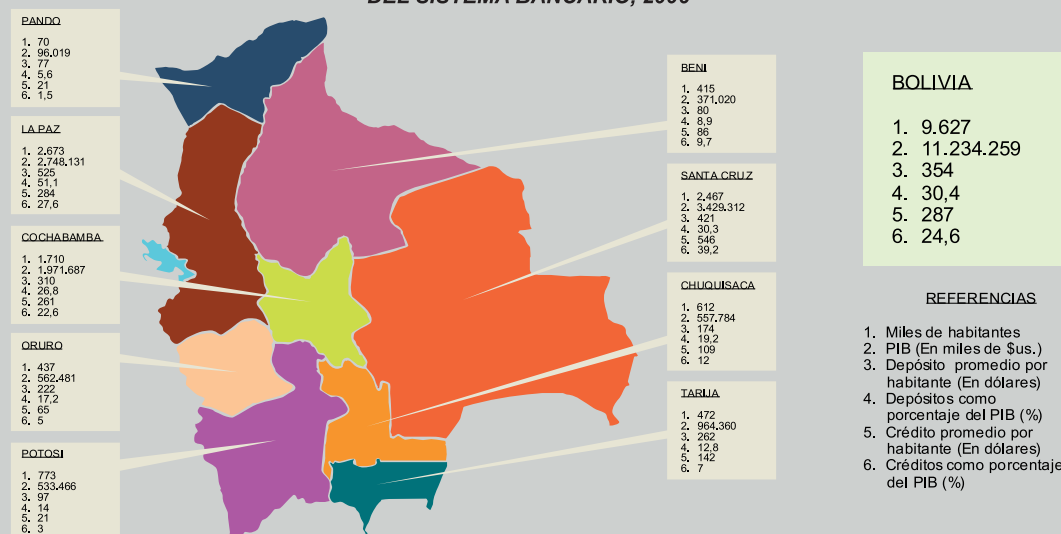 DEL SISTEMA BANCARIO, 2006
PANDO
1. 70
2. 96.019
3. 77
4. 5,6
5. 21
6. 1,5
LA PAZ
1. 2.673
2. 2.748.131
3. 525
4. 51,1
5. 284
6. 27,6
COCHABAMBA
1. 1.710
2. 1.971.687
3. 310
4. 26,8
5. 261
6. 22,6
ORURO
1. 437
2. 562.481
3. 222
4. 17,2
5. 65
6. 5
POTOSI
1. 773
2. 533.466
3. 97
4. 14
5. 21
6. 3
BENI
1. 415
2. 371.020
3. 80
4. 8,9
5. 86
6. 9,7
SANTA CRUZ
1. 2,467
2. 3.429.312
3. 421
4. 30,3
5. 546
6. 39,2
CHUQUISACA
1. 612
2. 557.784
3. 174
4. 19,2
5. 109
6. 12
TARIJA
1. 472
2. 964.360
3. 262
4. 12,8
5. 142
6. 7
BOLIVIA
1. 9.627
2. 11.234.259
3. 354
4. 30,4
5. 287
6. 24,6
REFERENCIAS
1. Miles de habitantes
2. PIB (En miles de $us.)
3. Depósito promedio por
habitante (En dólares)
4. Depósitos como
porcentaje del PIB (%)
5. Crédito promedio por
habitante (En dólares)
6. Créditos como porcentaje
del PIB (%)